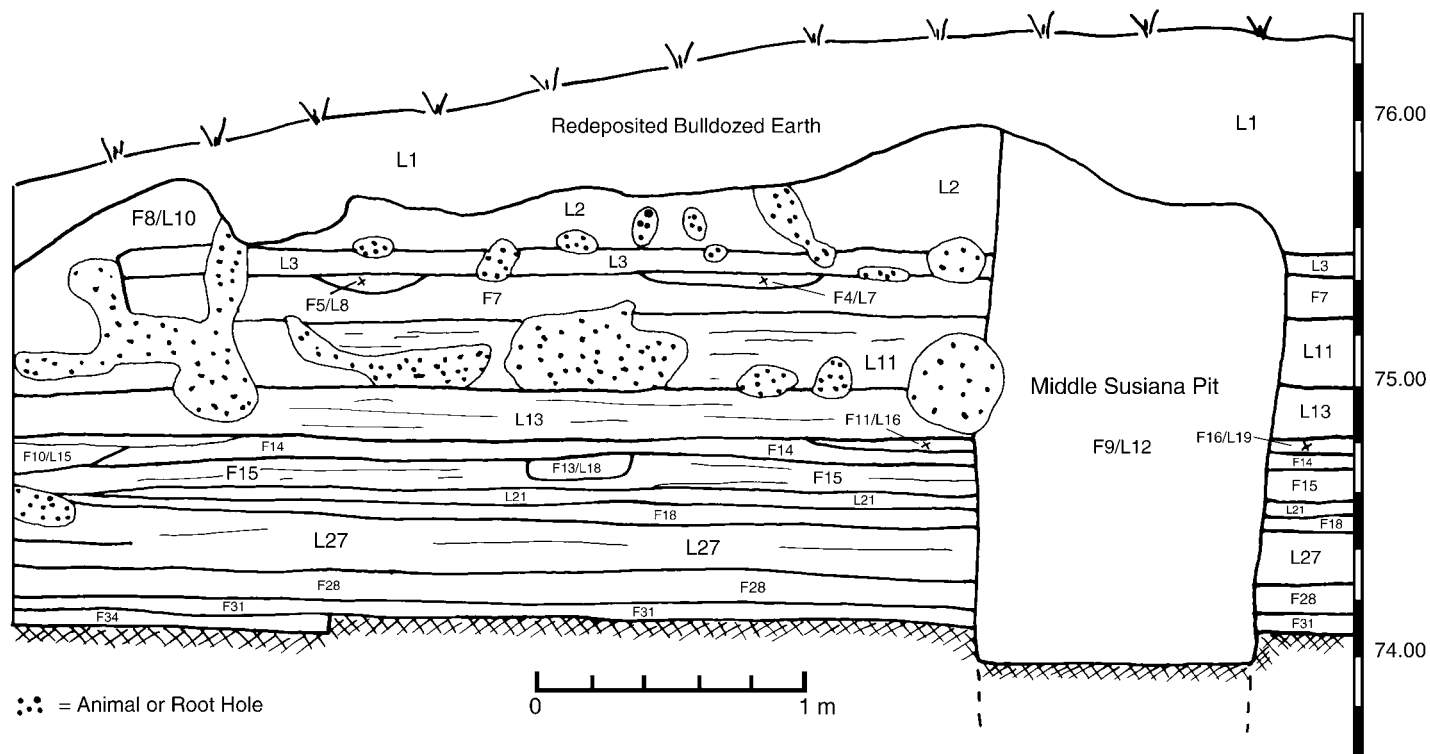 76.00
Redeposited Bulldozed Earth
L1
L1
L2
F8/L10
L2
L3
L3
L3
F5/L8
F7
F4/L7
F7
L11
L11
75.00
Middle Susiana Pit
L13
F11/L16
L13
F16/L19
F10/L15
F14
F14
F9/L12
F14
F15
F13/L18
F15
F15
L21
L21
L21
F18
F18
L27
L27
L27
F28
F28
F28
F31
F31
F31
F34
74.00
= Animal or Root Hole
0
1 m